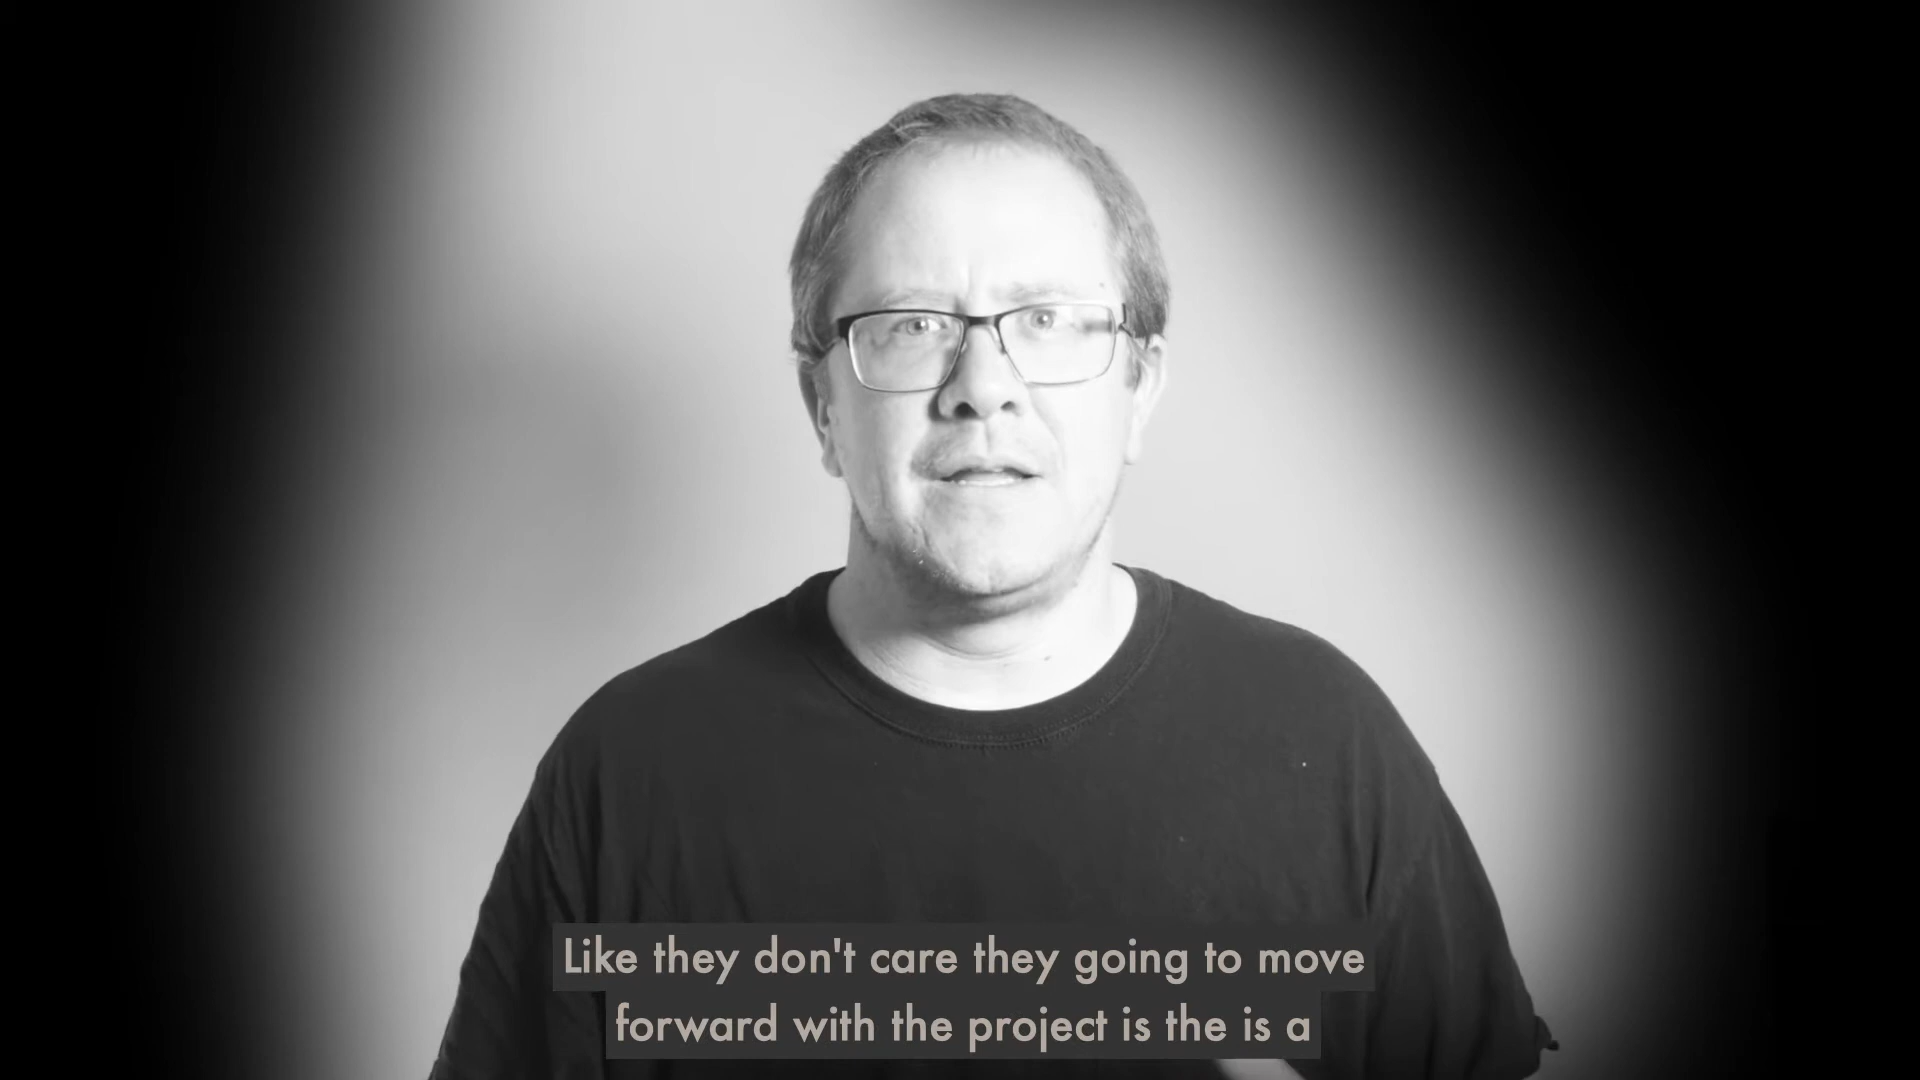 Like they don't care they going to move
forward with the project is the is a